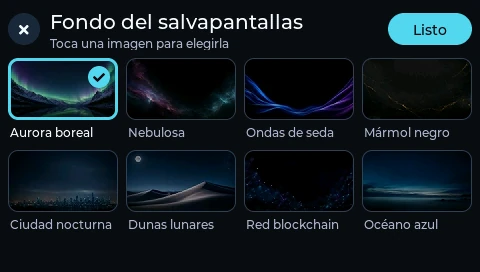 Fondo del salvapantallas
Toca una imagen para elegirla
Listo
Aurora boreal
Nebulosa
Ondas de seda
Mármol negro
Ciudad nocturna
Dunas lunares
Red blockchain
Océano azul